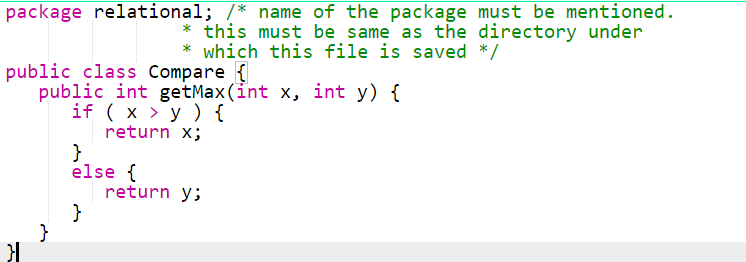 package relational; /* name of the package must be mentioned.
                * this must be same as the directory under
                * which this file is saved */
public class Compare {
   public int getMax(int x, int y) {
      if ( x > y ) {
         return x;
      }
      else {
         return y;
      }
   }
}